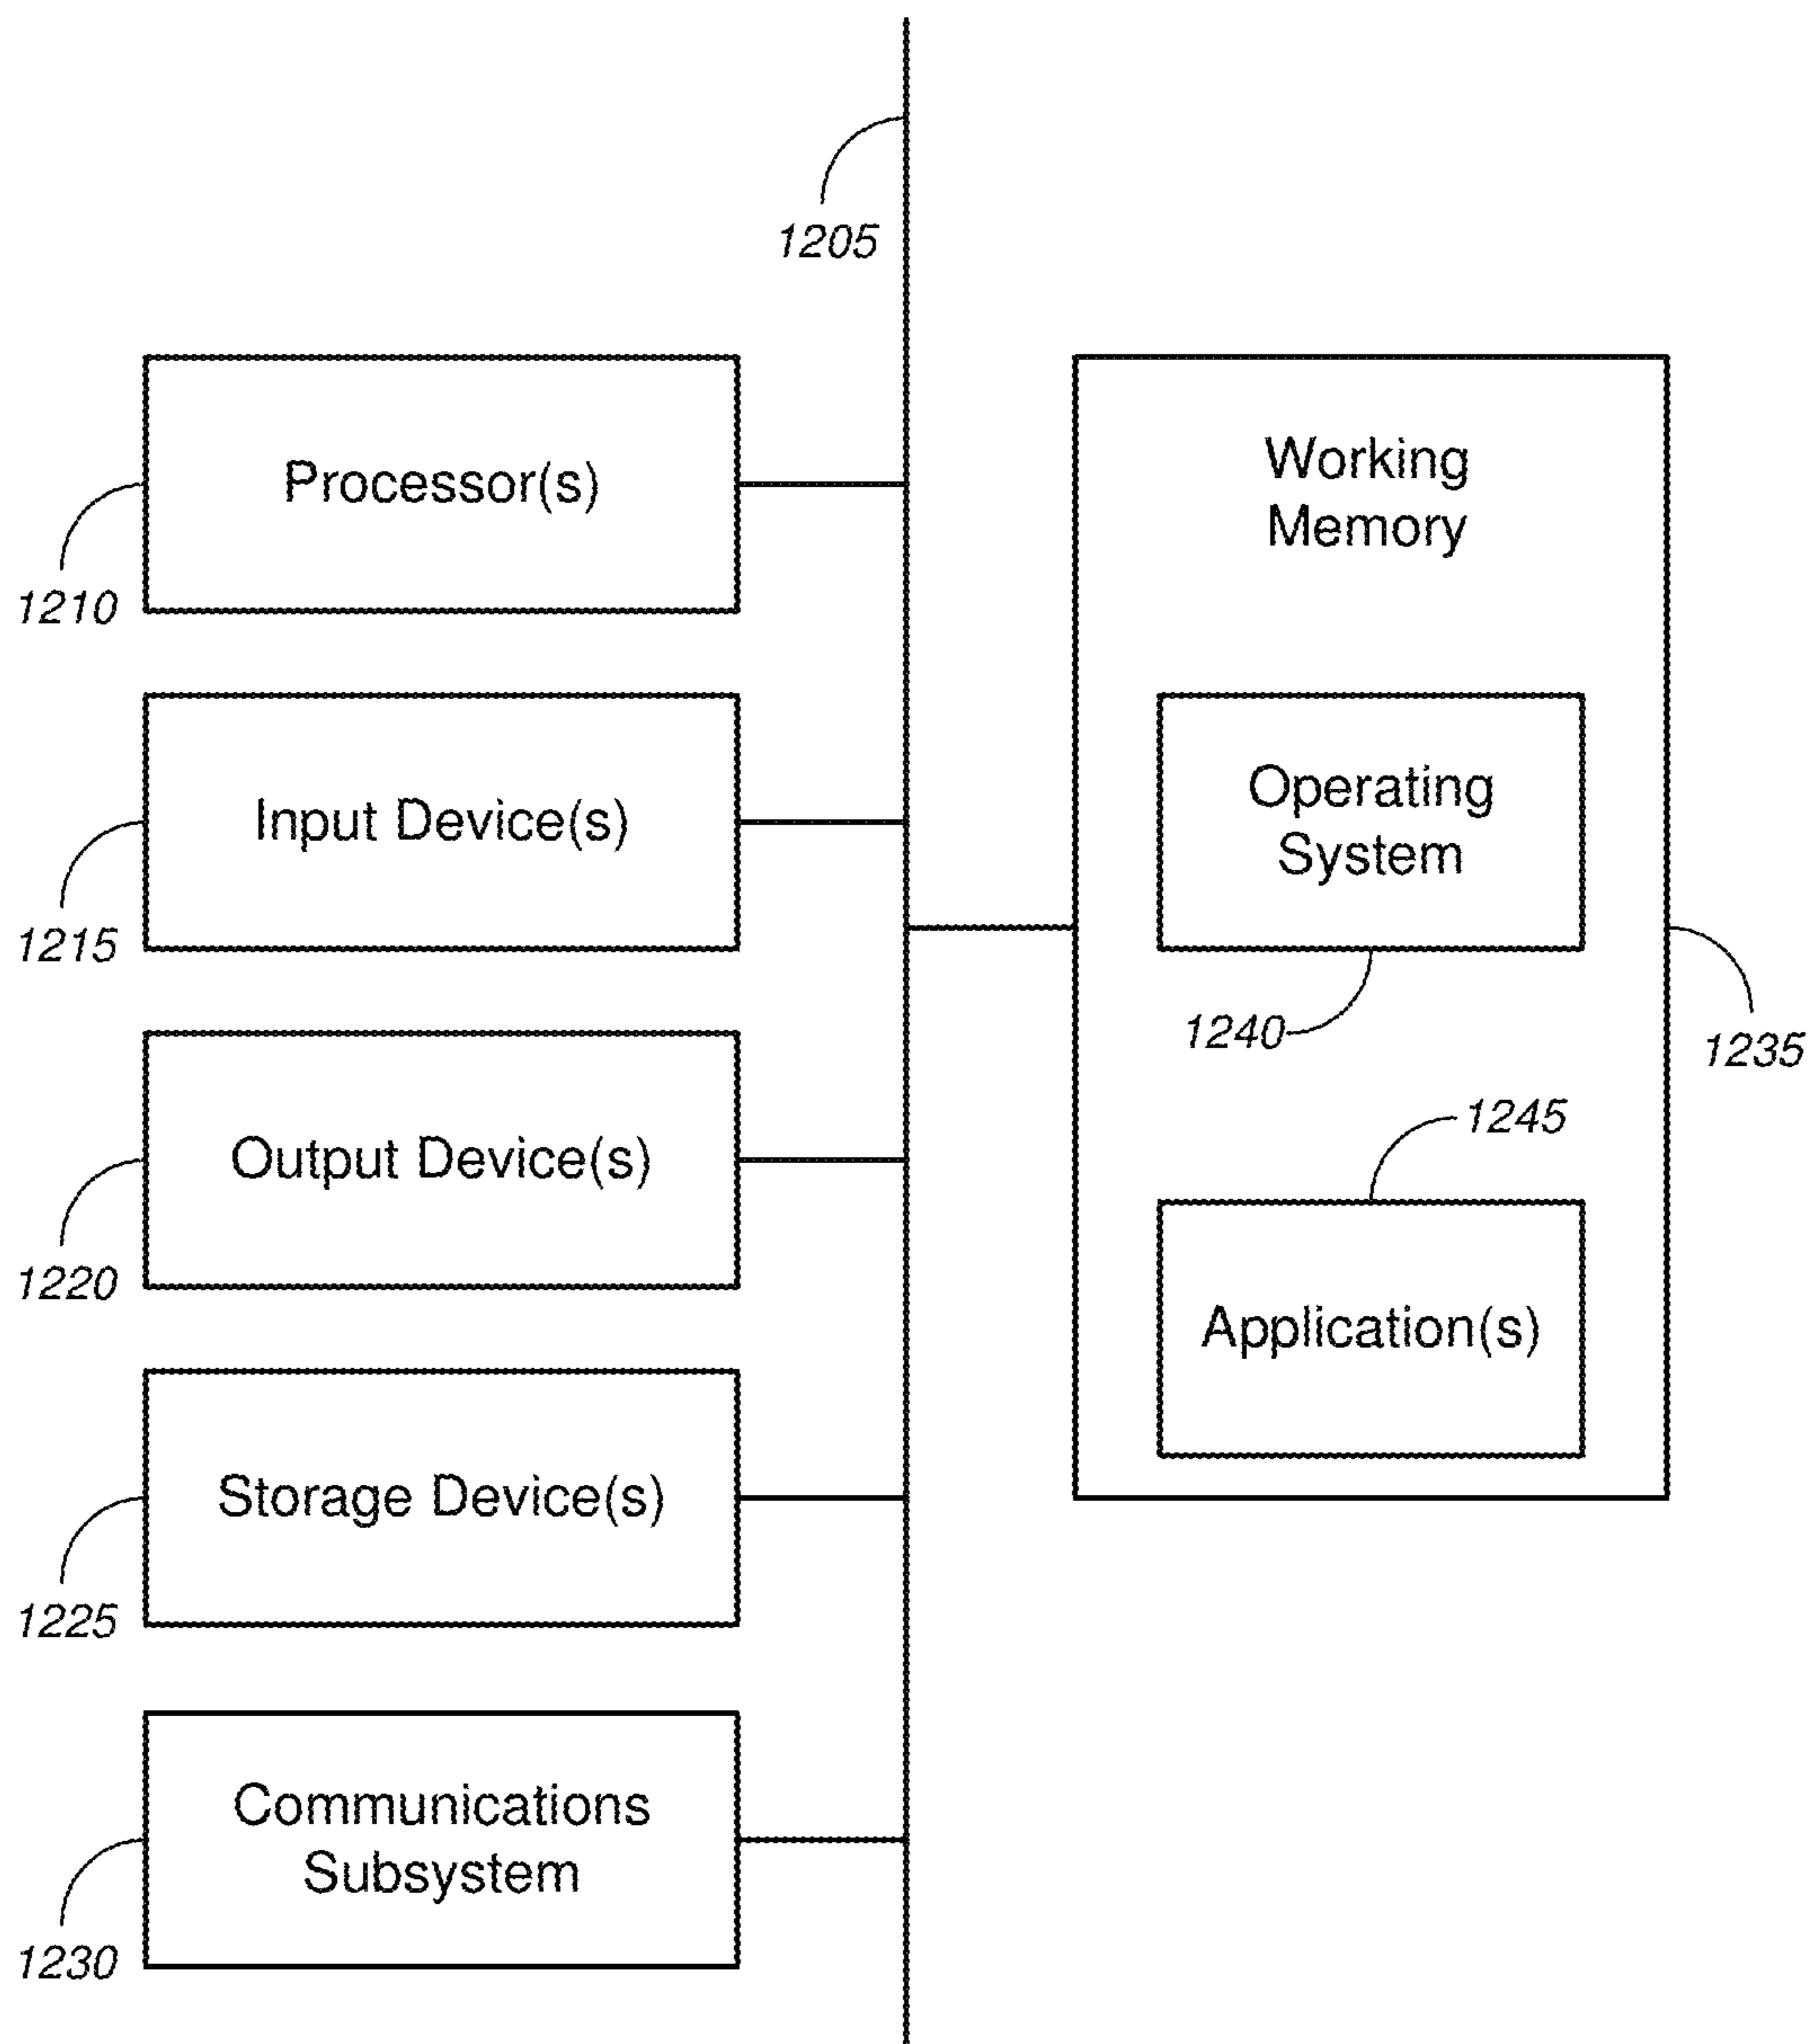 1205
Processor(s)
1210
Input Device(s)
1215
Output Device(s)
1220
Storage Device(s)
1225
Communications
Subsystem
1230
Working
Memory
Operating
System
1240
1235
1245
Application(s)